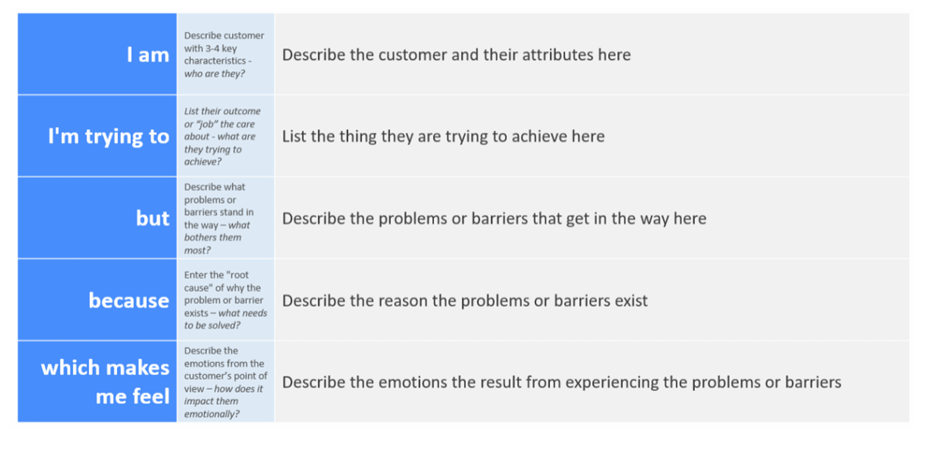 I am
Describe customer
with 3-4 key
characteristics -
who are they?
Describe the customer and their attributes here
I'm trying to
List their outcome
or "job" the care
about - what are
they trying to
achieve?
List the thing they are trying to achieve here
but
Describe what
problems or
barriers stand in
the way – what
bothers them
most?
Describe the problems or barriers that get in the way here
because
Enter the "root
cause" of why the
problem or barrier
exists – what needs
to be solved?
Describe the reason the problems or barriers exist
which makes
me feel
Describe the
emotions from the
customer's point of
view – how does it
impact them
emotionally?
Describe the emotions the result from experiencing the problems or barriers